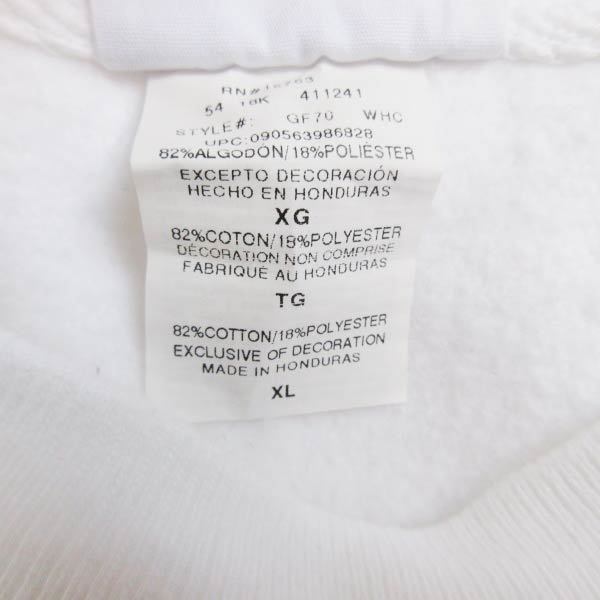 54 18K 411241
STYLE#: GF70 WHC
UPC:090563986828
82%ALGODÓN/18%POLIÉSTER
EXCEPTO DECORACIÓN
HECHO EN HONDURAS
XG
82%COTON/18%POLYESTER
DÉCORATION NON COMPRISE
FABRIQUÉ AU HONDURAS
TG
82%COTTON/18%POLYESTER
EXCLUSIVE OF DECORATION
MADE IN HONDURAS
XL